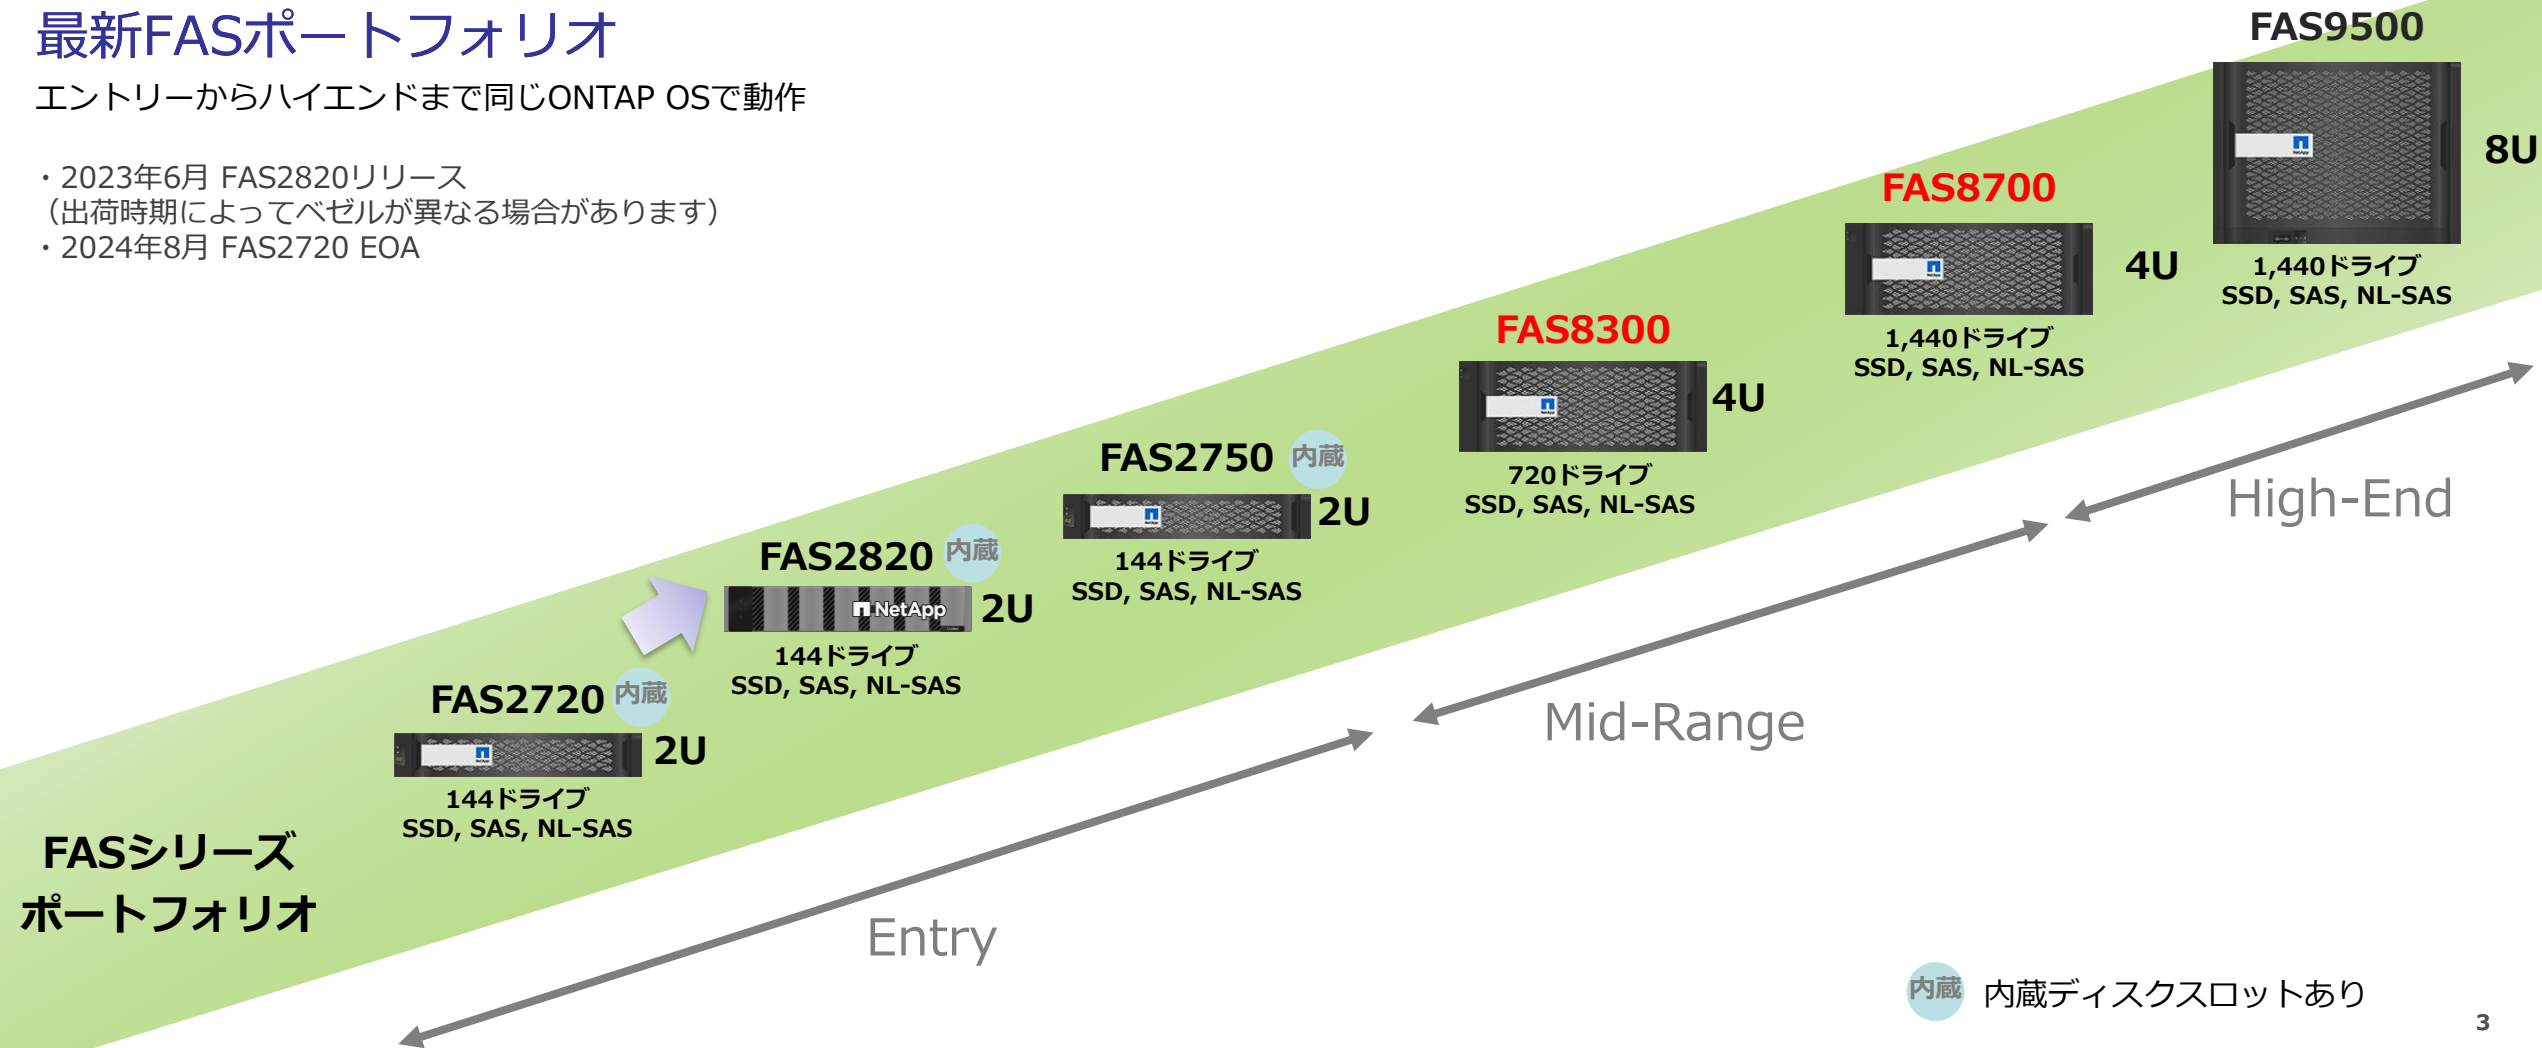 最新FASポートフォリオ
エントリーからハイエンドまで同じONTAP OSで動作
・2023年6月 FAS2820リリース
（出荷時期によってベゼルが異なる場合があります）
・2024年8月 FAS2720 EOA
FAS9500
8U
1,440ドライブ
SSD, SAS, NL-SAS
FAS8700
4U
1,440ドライブ
SSD, SAS, NL-SAS
FAS8300
4U
720ドライブ
SSD, SAS, NL-SAS
FAS2750 内蔵
2U
144ドライブ
SSD, SAS, NL-SAS
FAS2820 内蔵
NetApp
2U
144ドライブ
SSD, SAS, NL-SAS
FAS2720 内蔵
2U
144ドライブ
SSD, SAS, NL-SAS
FASシリーズ
ポートフォリオ
High-End
Mid-Range
Entry
内蔵 内蔵ディスクスロットあり
3